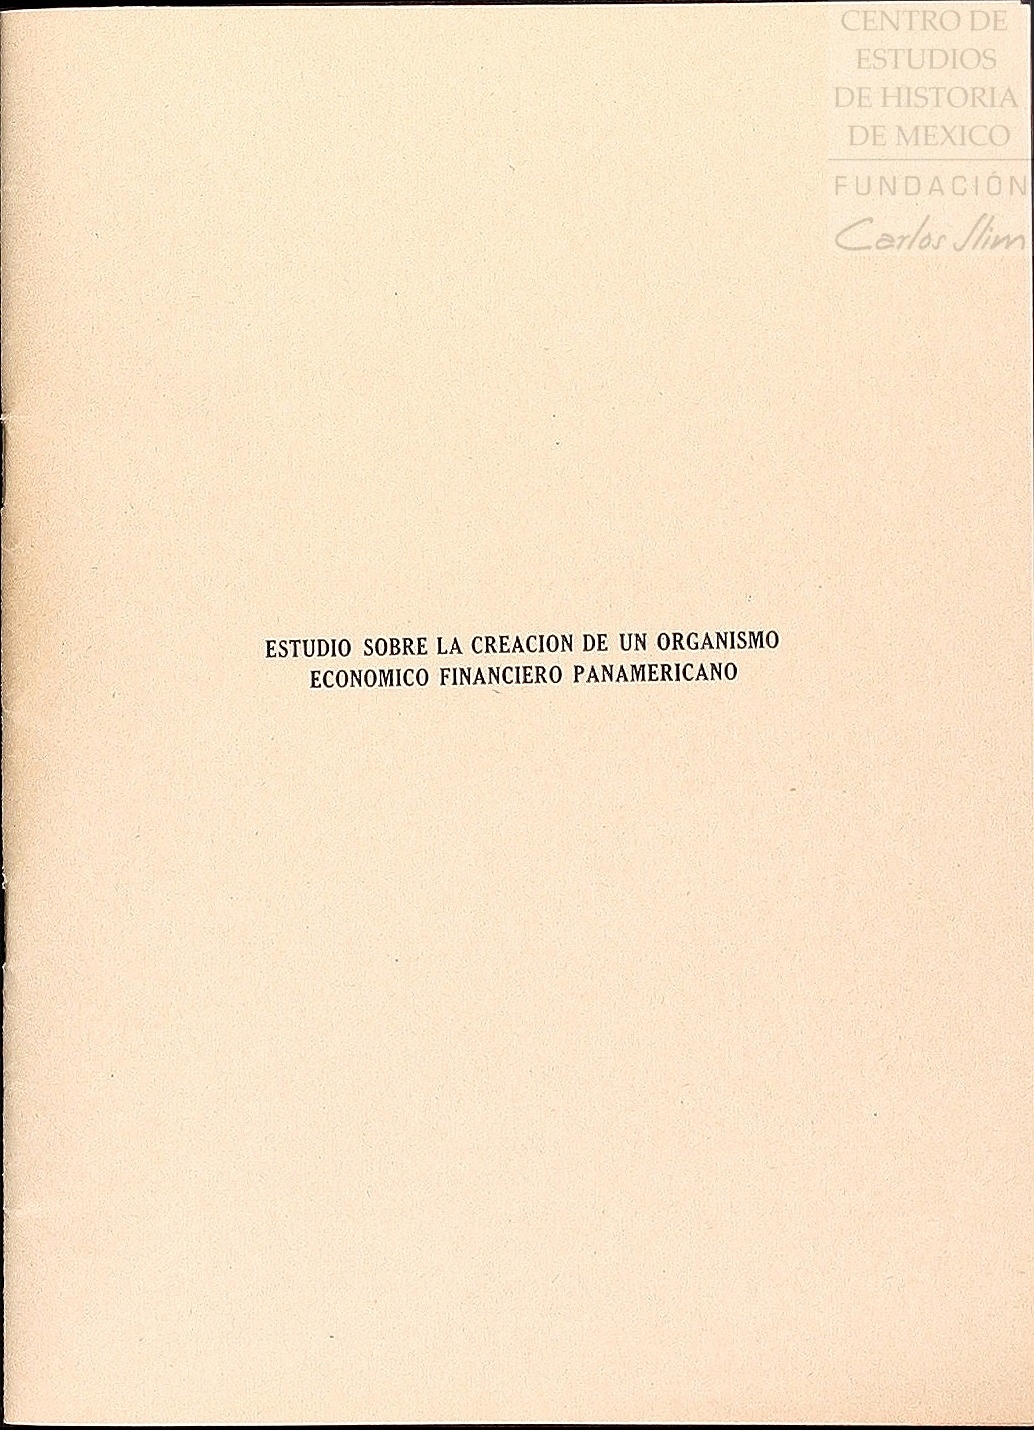 CENTRO DE
ESTUDIOS
DE HISTORIA
DE MEXICO
FUNDACIÓN
Carlos Slim
ESTUDIO SOBRE LA CREACION DE UN ORGANISMO
ECONOMICO FINANCIERO PANAMERICANO